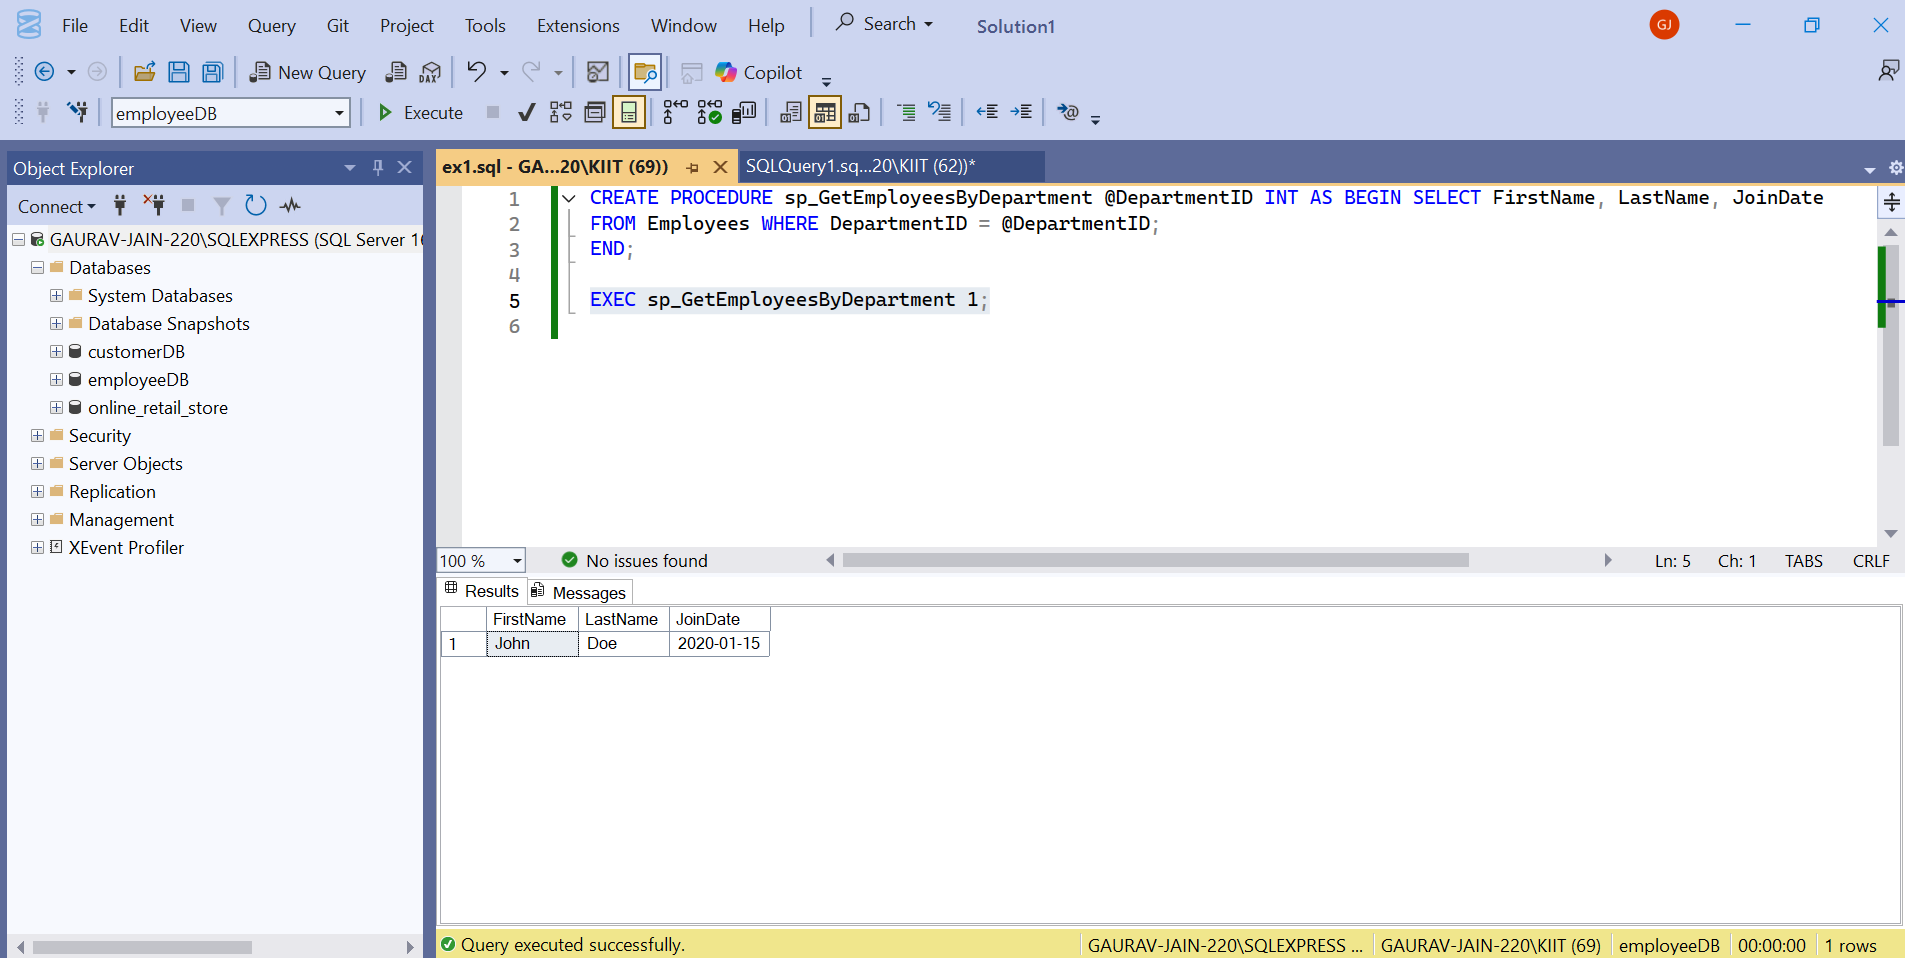 File Edit View Query Git Project Tools Extensions Window Help Search Solution1 GJ
New Query DAX Copilot
employeeDB Execute
Object Explorer
Connect
GAURAV-JAIN-220\SQLEXPRESS (SQL Server 16
Databases
System Databases
Database Snapshots
customerDB
employeeDB
online_retail_store
Security
Server Objects
Replication
Management
XEvent Profiler
ex1.sql - GA...20\KIIT (69)) SQLQuery1.sq...20\KIIT (62))*
1 CREATE PROCEDURE sp_GetEmployeesByDepartment @DepartmentID INT AS BEGIN SELECT FirstName, LastName, JoinDate
2 FROM Employees WHERE DepartmentID = @DepartmentID;
3 END;
4
5 EXEC sp_GetEmployeesByDepartment 1;
6
100 % No issues found Ln: 5 Ch: 1 TABS CRLF
Results Messages
FirstName LastName JoinDate
1 John Doe 2020-01-15
Query executed successfully. GAURAV-JAIN-220\SQLEXPRESS ... GAURAV-JAIN-220\KIIT (69) employeeDB 00:00:00 1 rows